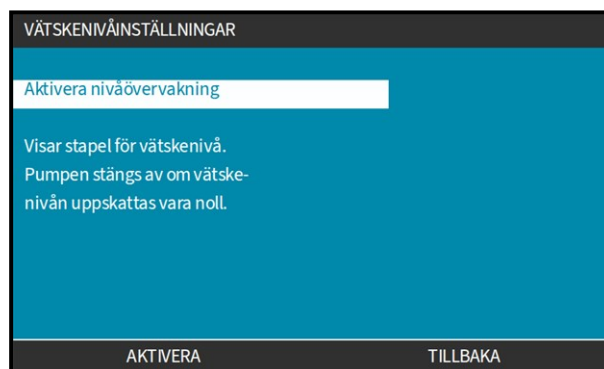 VÄTSKENIVÅINSTÄLLNINGAR
Aktivera nivåövervakning
Visar stapel för vätskenivå.
Pumpen stängs av om vätske-
nivån uppskattas vara noll.
AKTIVERA TILLBAKA